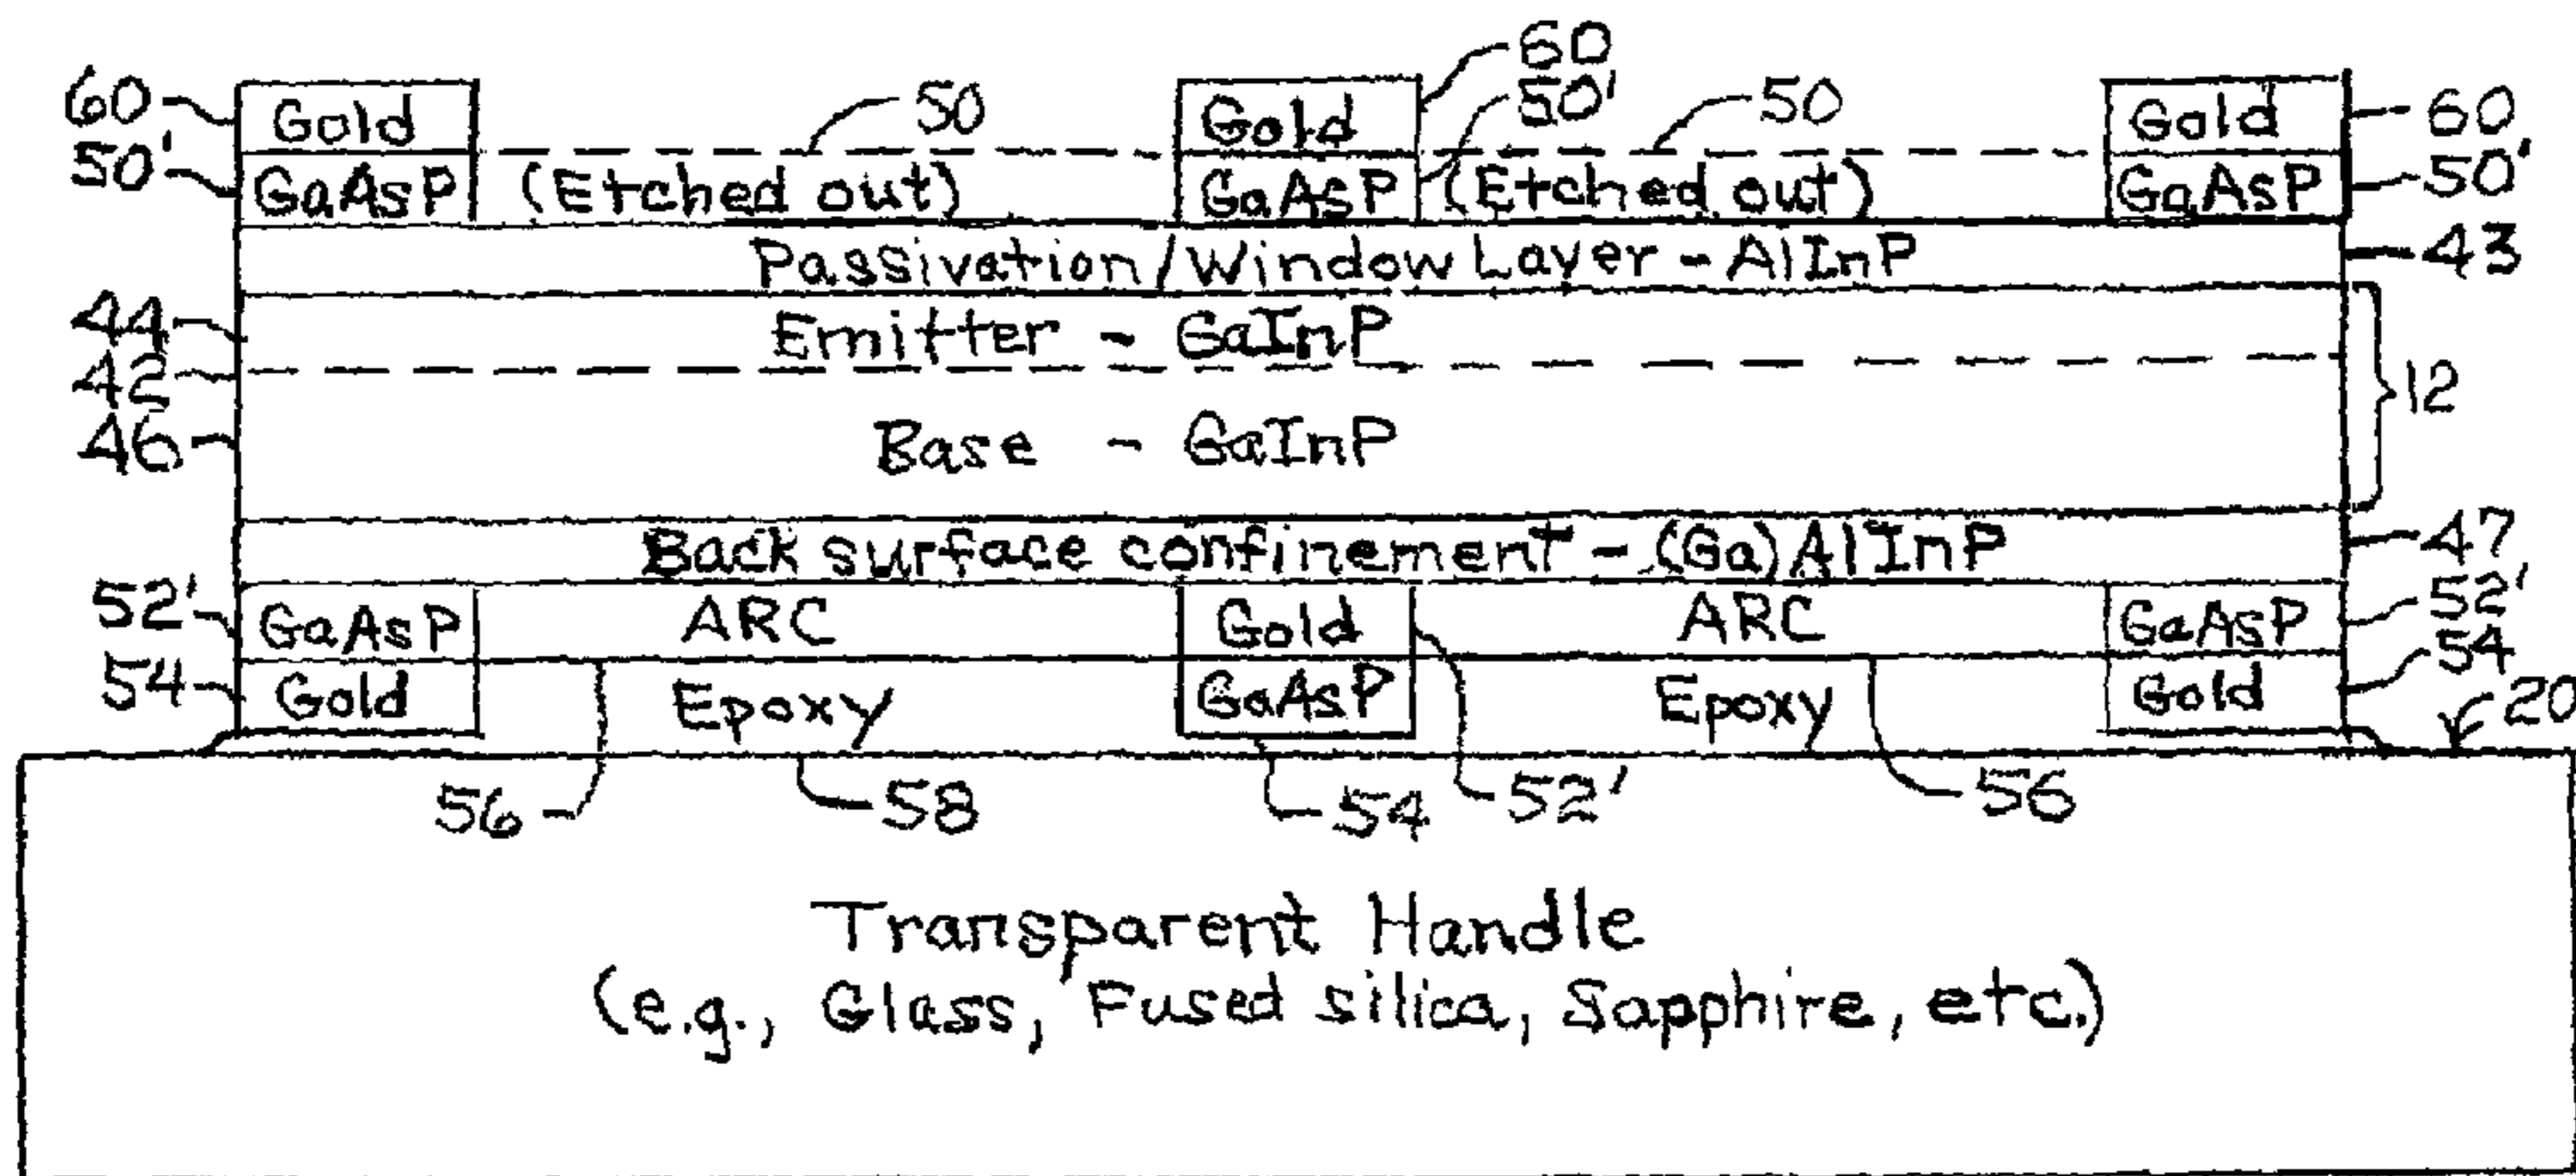 60
60 Gold 50 Gold 50' 50 Gold 60
50' GaAsP (Etched out) GaAsP (Etched out) GaAsP 50'
Passivation/Window Layer - AlInP 43
44 Emitter - GaInP
42 12
46 Base - GaInP
Back surface confinement - (Ga)AlInP 47
52' GaAsP ARC Gold ARC GaAsP 52'
54 Gold Epoxy GaAsP Epoxy Gold 54 20
56 58 54 52' 56
Transparent Handle
(e.g., Glass, Fused silica, Sapphire, etc.)